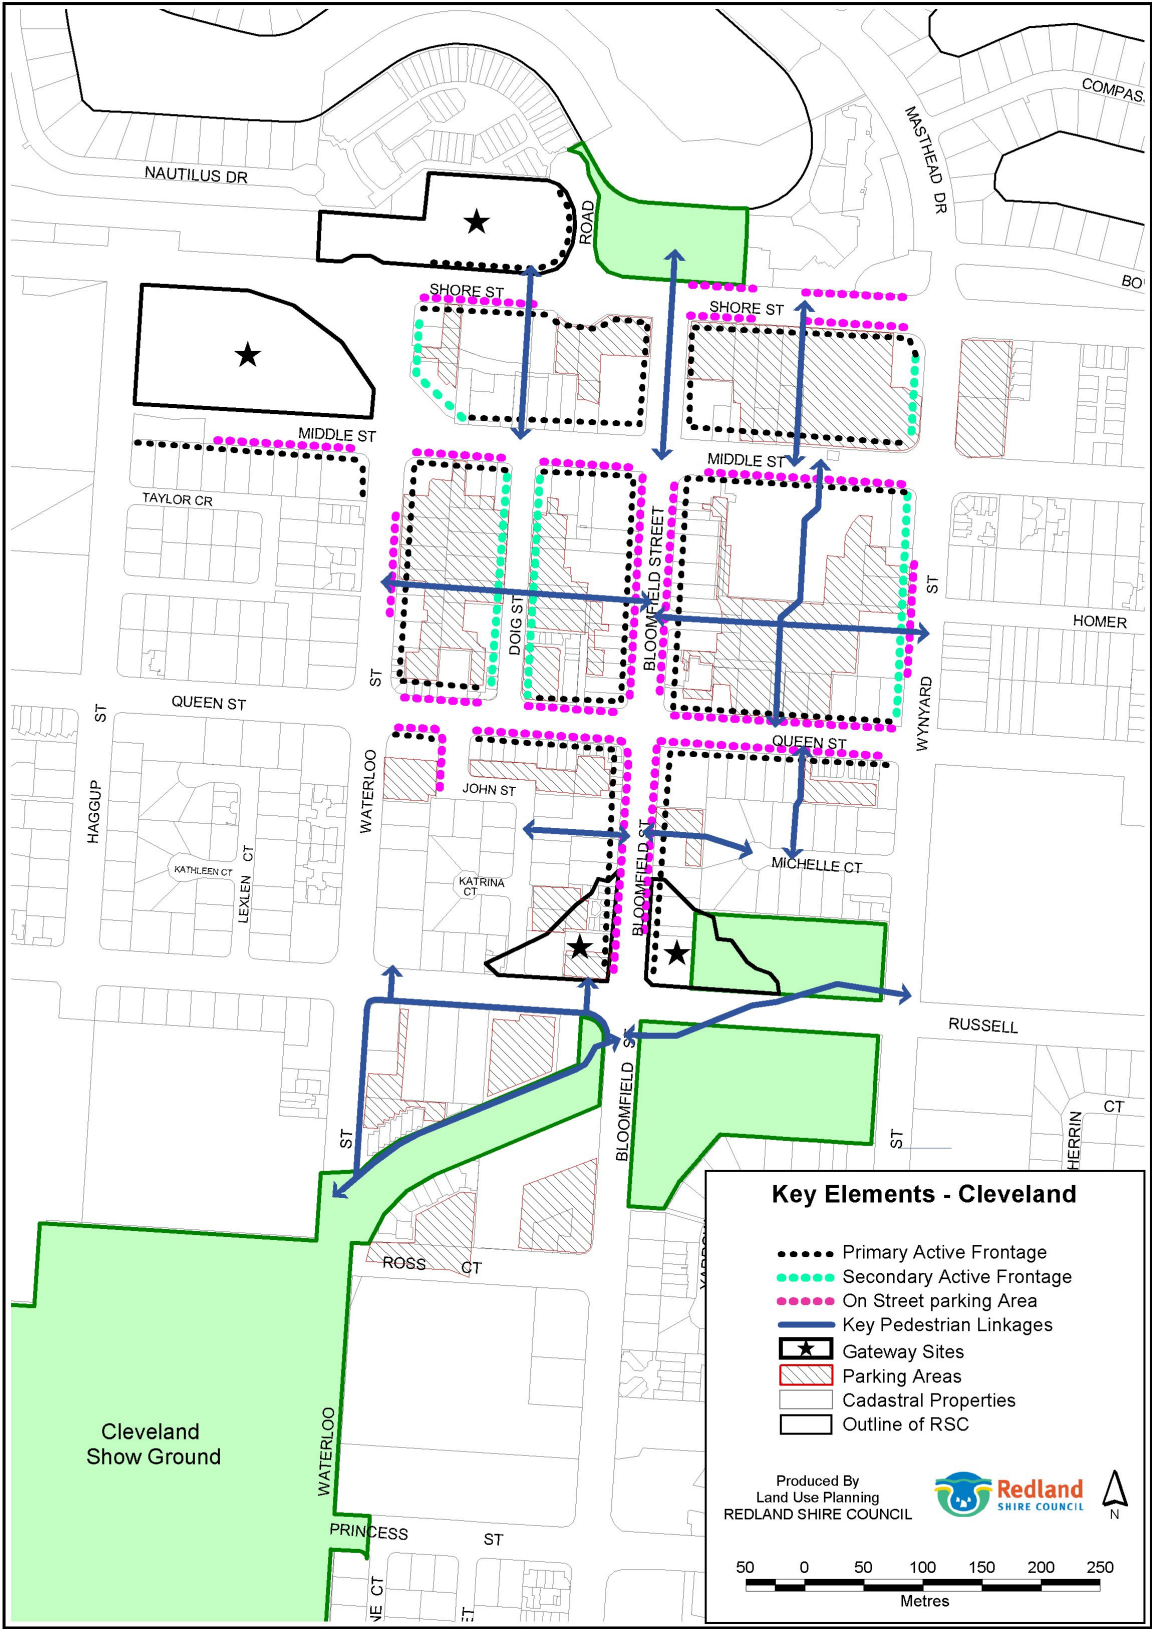 COMPAS
MASTHEAD DR
NAUTILUS DR
ROAD
BO
SHORE ST
SHORE ST
MIDDLE ST
MIDDLE ST
TAYLOR CR
BLOOMFIELD STREET
DOIG ST
ST
HOMER
ST
QUEEN ST
ST
WYNYARD
QUEEN ST
WATERLOO
JOHN ST
HAGGUP
BLOOMFIELD ST
MICHELLE CT
KATHLEEN CT
LEXLEN CT
KATRINA
CT
RUSSELL
BLOOMFIELD ST
ST
ST
CT
HERRIN
ROSS CT
Cleveland
Show Ground
WATERLOO
PRINCESS ST
NE CT
ET
Key Elements - Cleveland
Primary Active Frontage
Secondary Active Frontage
On Street parking Area
Key Pedestrian Linkages
Gateway Sites
Parking Areas
Cadastral Properties
Outline of RSC
Produced By
Land Use Planning
REDLAND SHIRE COUNCIL
Redland
SHIRE COUNCIL
N
50 0 50 100 150 200 250
Metres